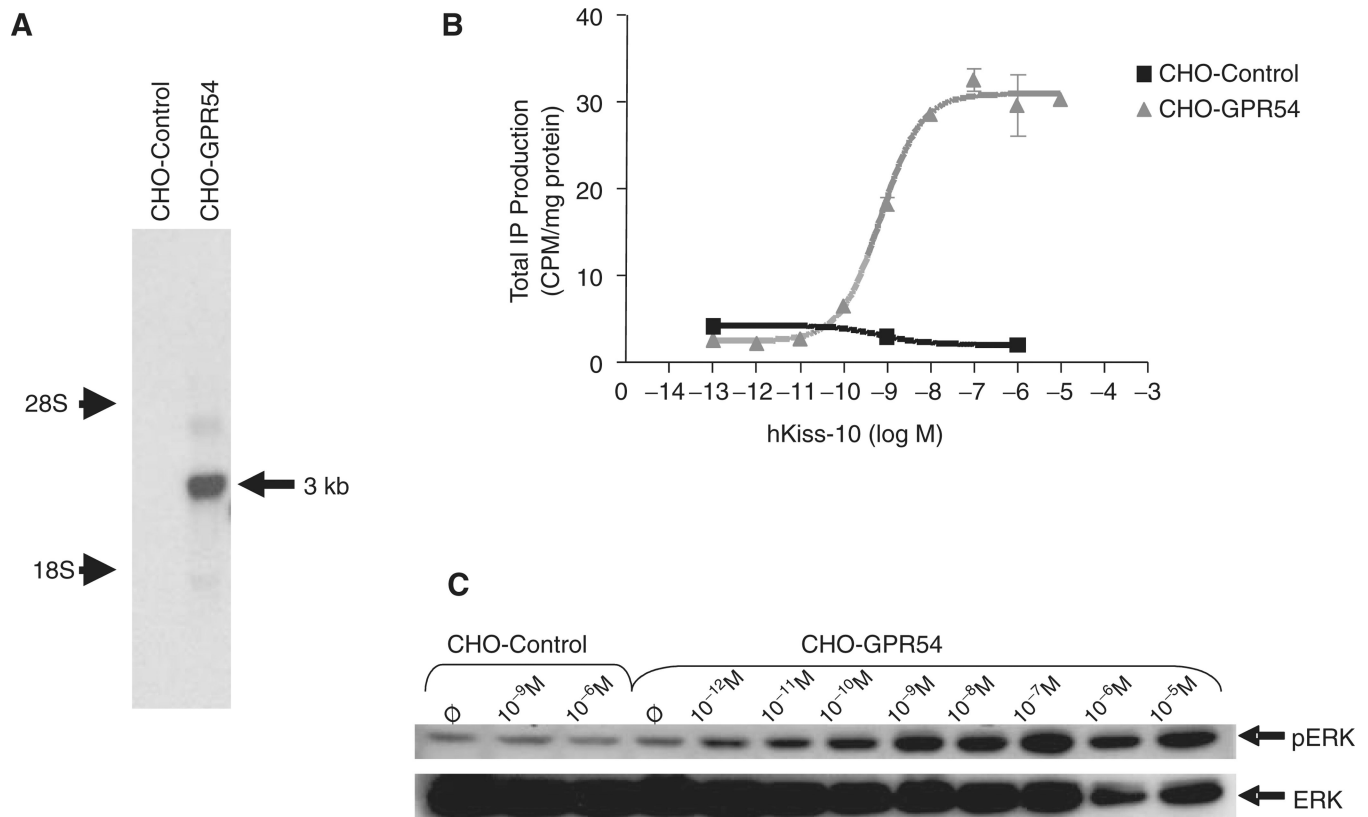 A
CHO-Control
CHO-GPR54
28S
3 kb
18S
B
40
30
20
10
0
Total IP Production
(CPM/mg protein)
0 –14 –13 –12 –11 –10 –9 –8 –7 –6 –5 –4 –3
hKiss-10 (log M)
CHO-Control
CHO-GPR54
C
CHO-Control CHO-GPR54
Ø 10⁻⁹M 10⁻⁶M Ø 10⁻¹²M 10⁻¹¹M 10⁻¹⁰M 10⁻⁹M 10⁻⁸M 10⁻⁷M 10⁻⁶M 10⁻⁵M
pERK
ERK